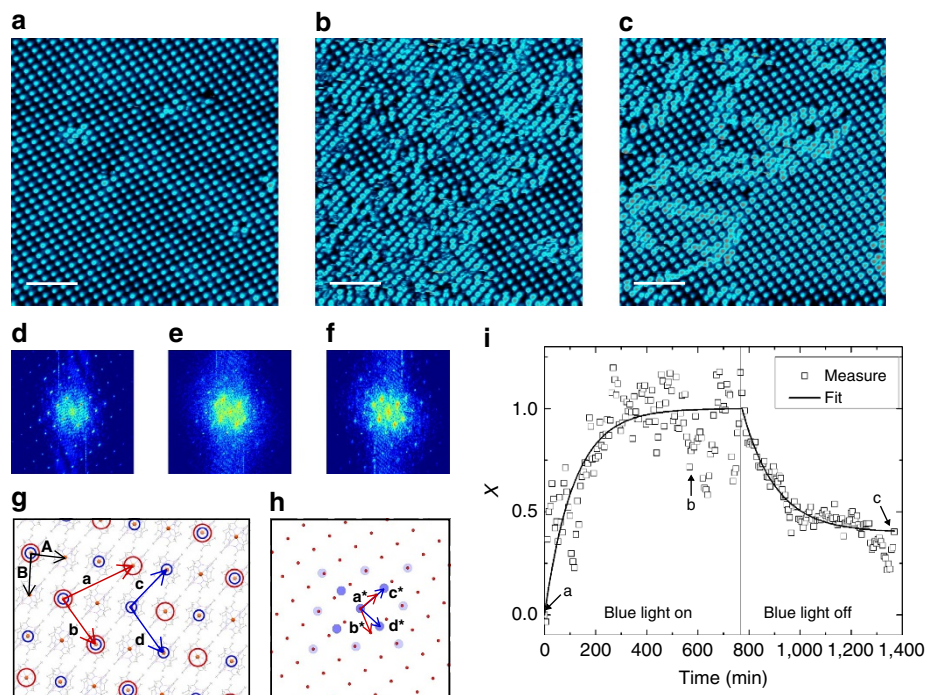 a
b
c
d
e
f
i
Measure
Fit
1.0
0.5
0.0
X
a
b
c
Blue light on
Blue light off
0
200
400
600
800
1,000
1,200
1,400
Time (min)
g
A
B
a
b
c
d
h
a*
b*
c*
d*